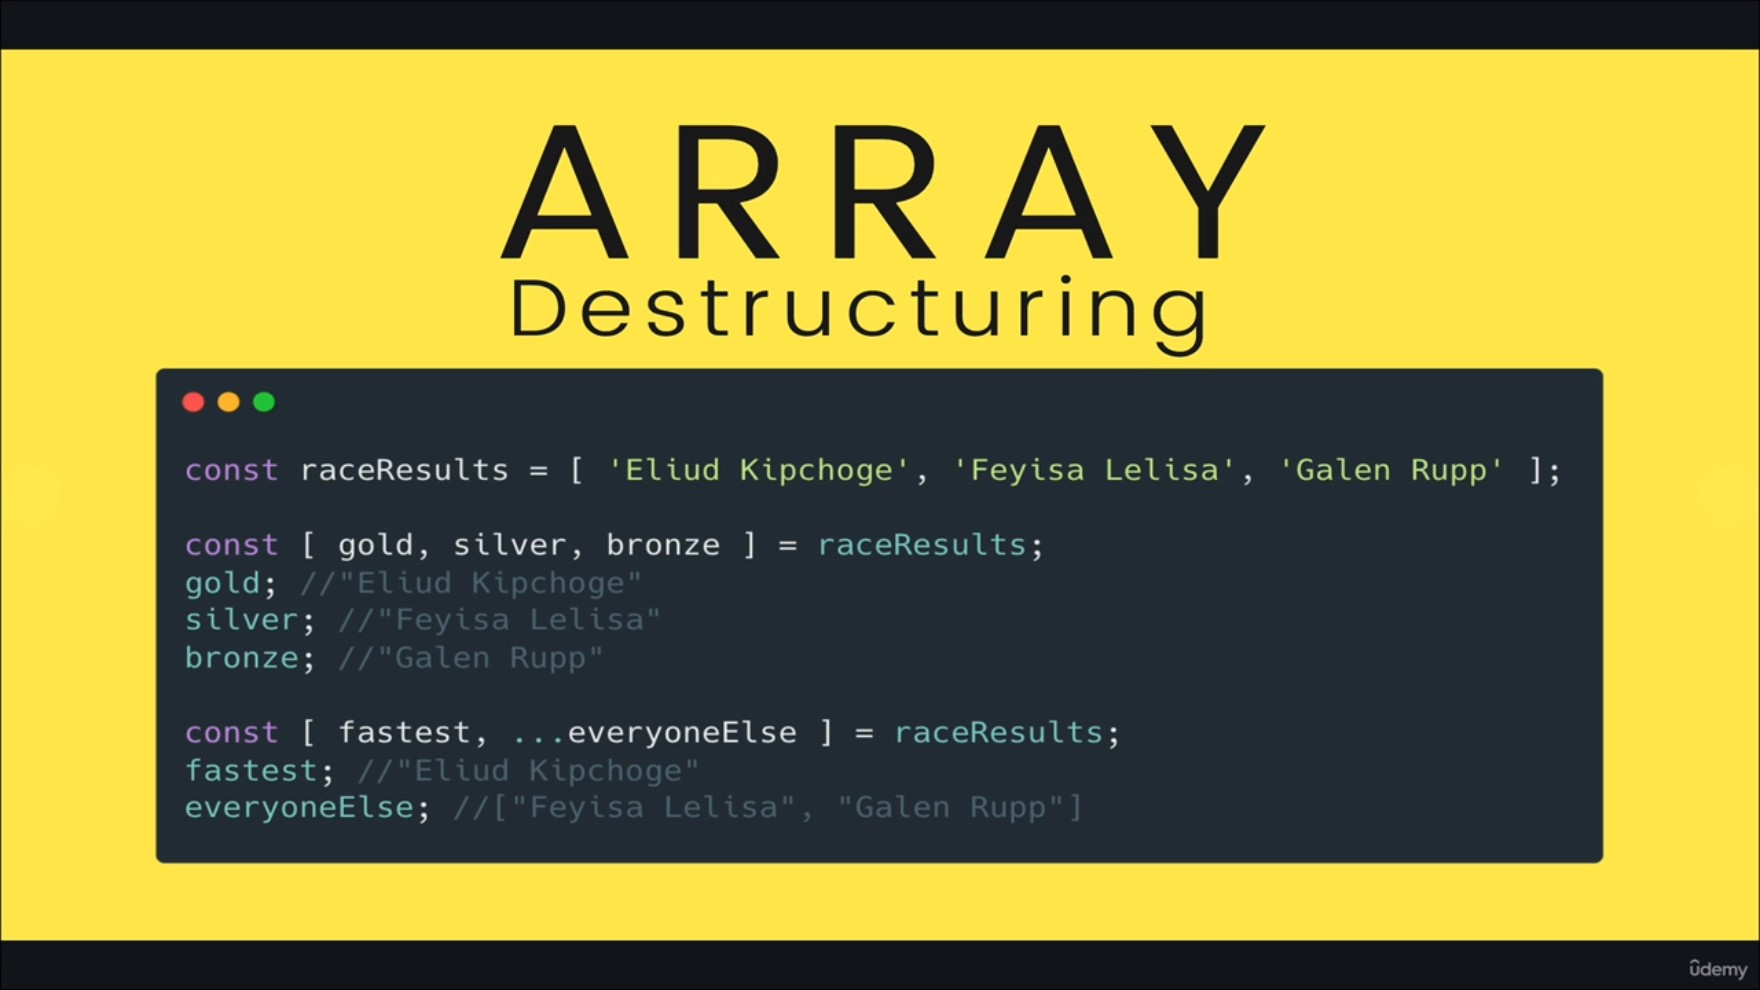 ARRAY
Destructuring
const raceResults = [ 'Eliud Kipchoge', 'Feyisa Lelisa', 'Galen Rupp' ];
const [ gold, silver, bronze ] = raceResults;
gold; //"Eliud Kipchoge"
silver; //"Feyisa Lelisa"
bronze; //"Galen Rupp"
const [ fastest, ...everyoneElse ] = raceResults;
fastest; //"Eliud Kipchoge"
everyoneElse; //["Feyisa Lelisa", "Galen Rupp"]
ûdemy